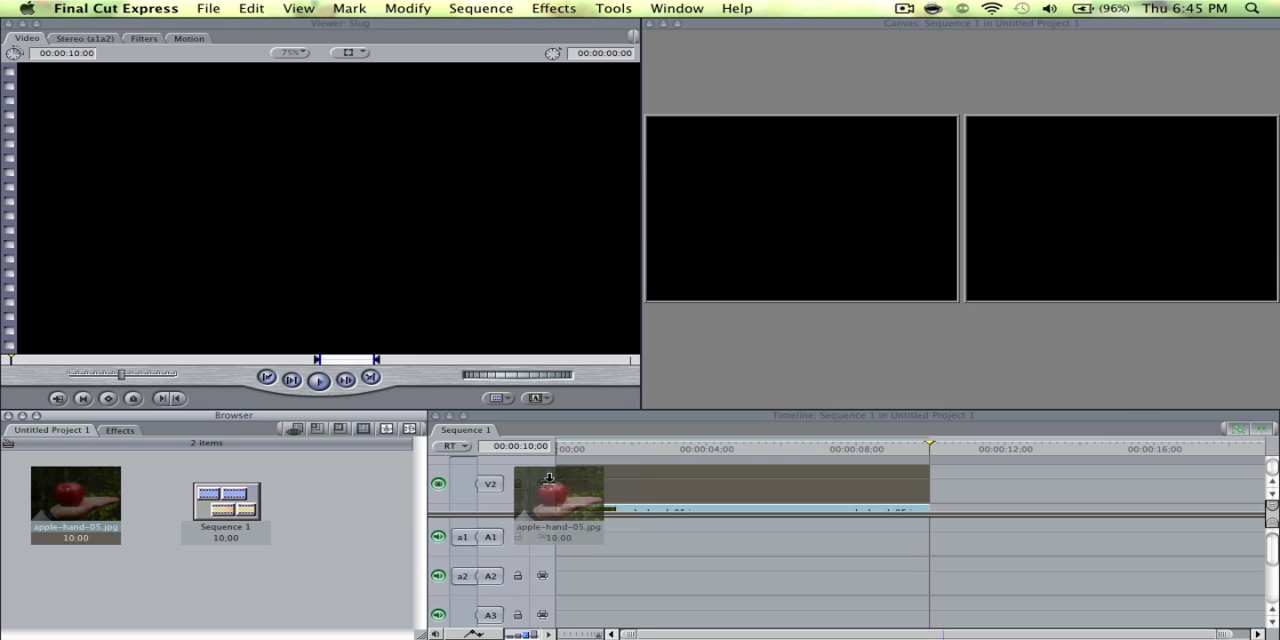 Final Cut Express File Edit View Mark Modify Sequence Effects Tools Window Help (96%) Thu 6:45 PM
Viewer: Slug
Canvas: Sequence 1 in Untitled Project 1
Video Stereo (a1a2) Filters Motion
00:00:10:00 75% 00:00:00:00
Browser
Timeline: Sequence 1 in Untitled Project 1
Untitled Project 1 Effects
Sequence 1
2 items
RT 00:00:10;00 00;00 00:00:04;00 00:00:08;00 00:00:12;00 00:00:16;00
V2
apple-hand-05.jpg
10:00
Sequence 1
10;00
apple-hand-05.jpg
10:00
a1 A1
a2 A2
A3